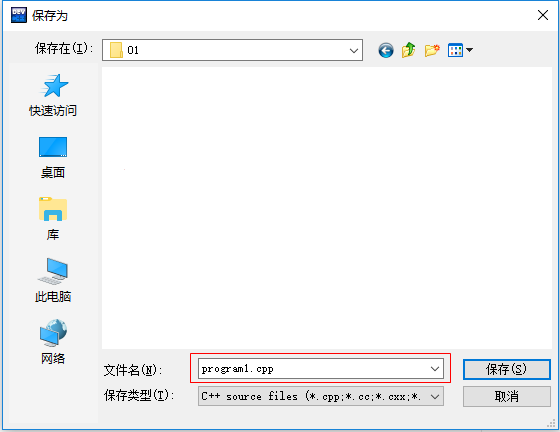 DEV
保存为
保存在(I):
01
快速访问
桌面
库
此电脑
网络
文件名(N):
program1.cpp
保存(S)
保存类型(T):
C++ source files (*.cpp;*.cc;*.cxx;*.
取消